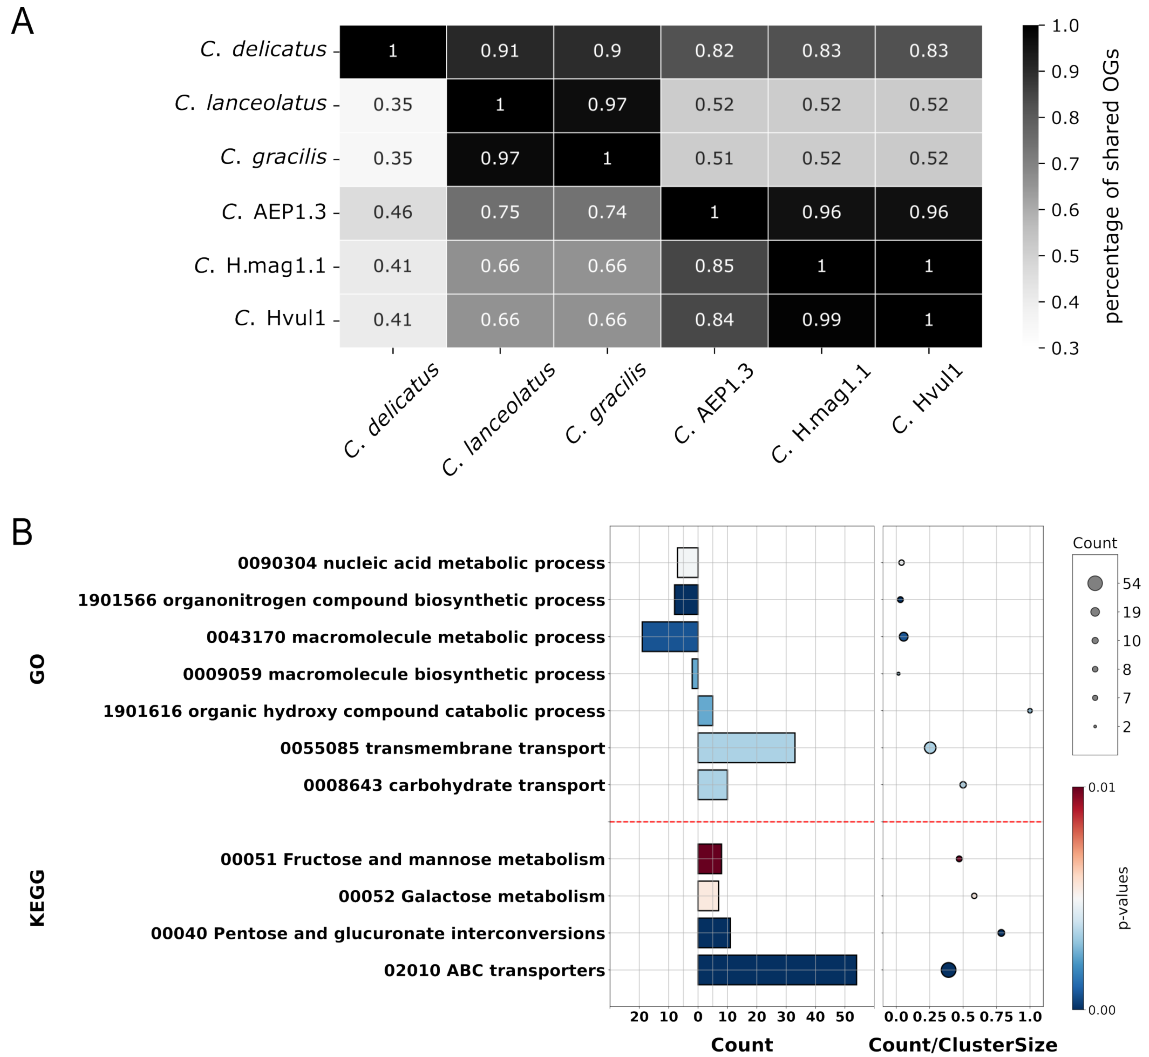 A
C. delicatus 1 0.91 0.9 0.82 0.83 0.83
C. lanceolatus 0.35 1 0.97 0.52 0.52 0.52
C. gracilis 0.35 0.97 1 0.51 0.52 0.52
C. AEP1.3 0.46 0.75 0.74 1 0.96 0.96
C. H.mag1.1 0.41 0.66 0.66 0.85 1 1
C. Hvul1 0.41 0.66 0.66 0.84 0.99 1
C. delicatus
C. lanceolatus
C. gracilis
C. AEP1.3
C. H.mag1.1
C. Hvul1
1.0
0.9
0.8
0.7
0.6
0.5
0.4
0.3
percentage of shared OGs
B
GO
0090304 nucleic acid metabolic process
1901566 organonitrogen compound biosynthetic process
0043170 macromolecule metabolic process
0009059 macromolecule biosynthetic process
1901616 organic hydroxy compound catabolic process
0055085 transmembrane transport
0008643 carbohydrate transport
KEGG
00051 Fructose and mannose metabolism
00052 Galactose metabolism
00040 Pentose and glucuronate interconversions
02010 ABC transporters
20 10 0 10 20 30 40 50
Count
0.0 0.25 0.5 0.75 1.0
Count/ClusterSize
Count
54
19
10
8
7
2
0.01
0.00
p-values